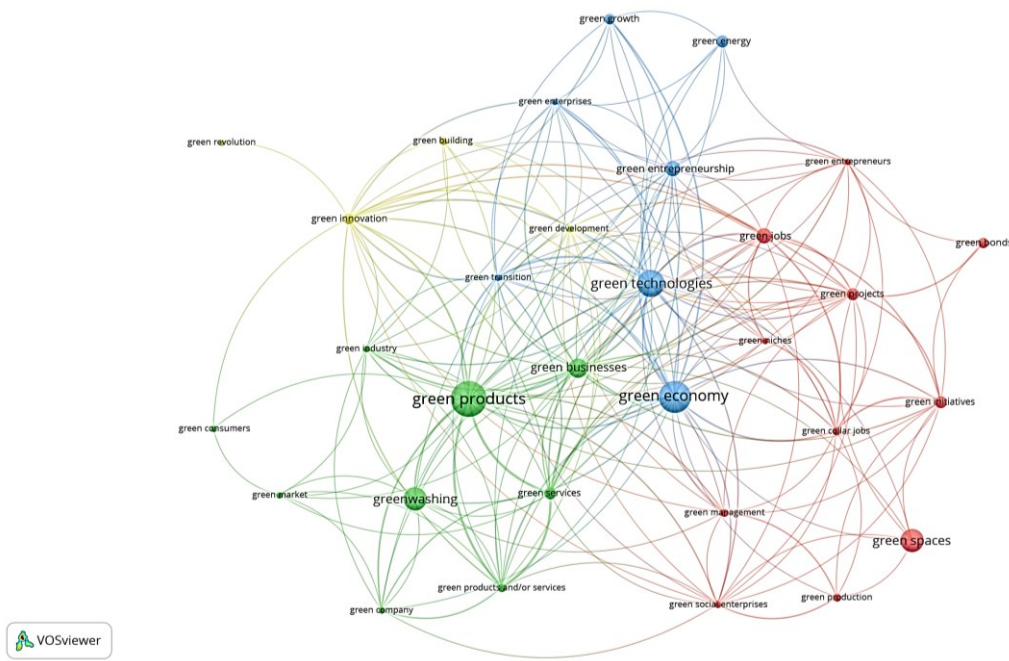 green growth
green energy
green enterprises
green revolution
green building
green entrepreneurs
green entrepreneurship
green innovation
green development
green jobs
green bonds
green transition
green technologies
green projects
green niches
green industry
green businesses
green products
green economy
green initiatives
green consumers
green collar jobs
green market
greenwashing
green services
green management
green spaces
green products and/or services
green production
green company
green social enterprises
VOSviewer